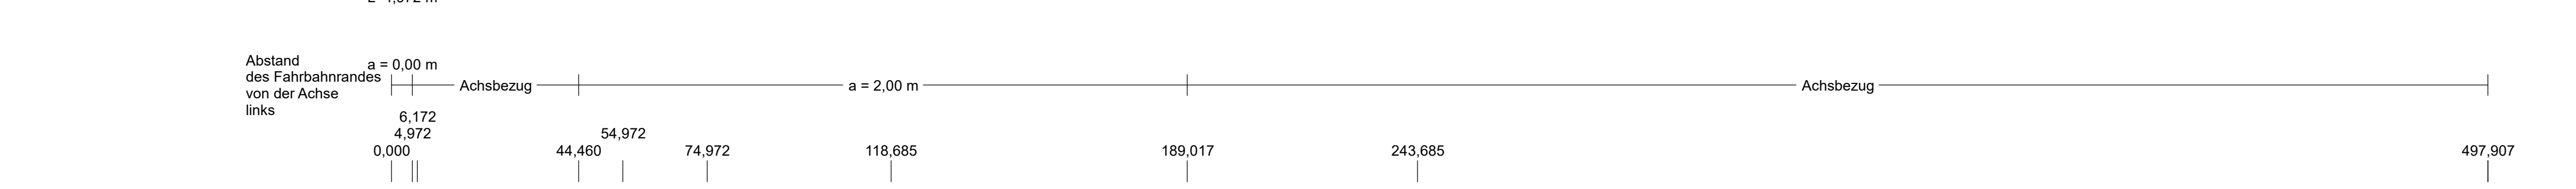 Abstand
des Fahrbahnrandes
von der Achse
links
a = 0,00 m
Achsbezug
a = 2,00 m
Achsbezug
6,172
4,972
54,972
0,000
44,460
74,972
118,685
189,017
243,685
497,907